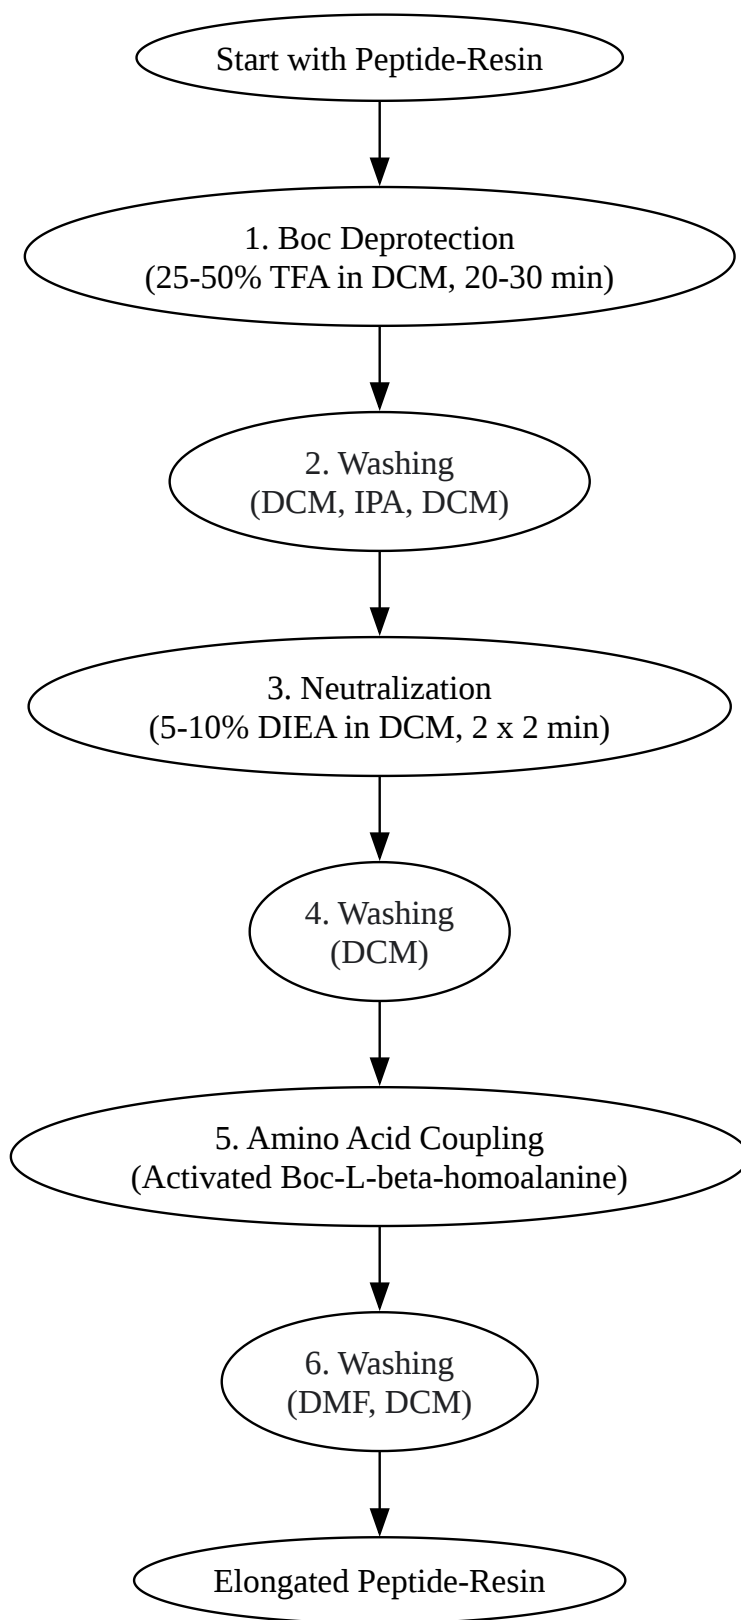 Start with Peptide-Resin
1. Boc Deprotection
(25-50% TFA in DCM, 20-30 min)
2. Washing
(DCM, IPA, DCM)
3. Neutralization
(5-10% DIEA in DCM, 2 x 2 min)
4. Washing
(DCM)
5. Amino Acid Coupling
(Activated Boc-L-beta-homoalanine)
6. Washing
(DMF, DCM)
Elongated Peptide-Resin